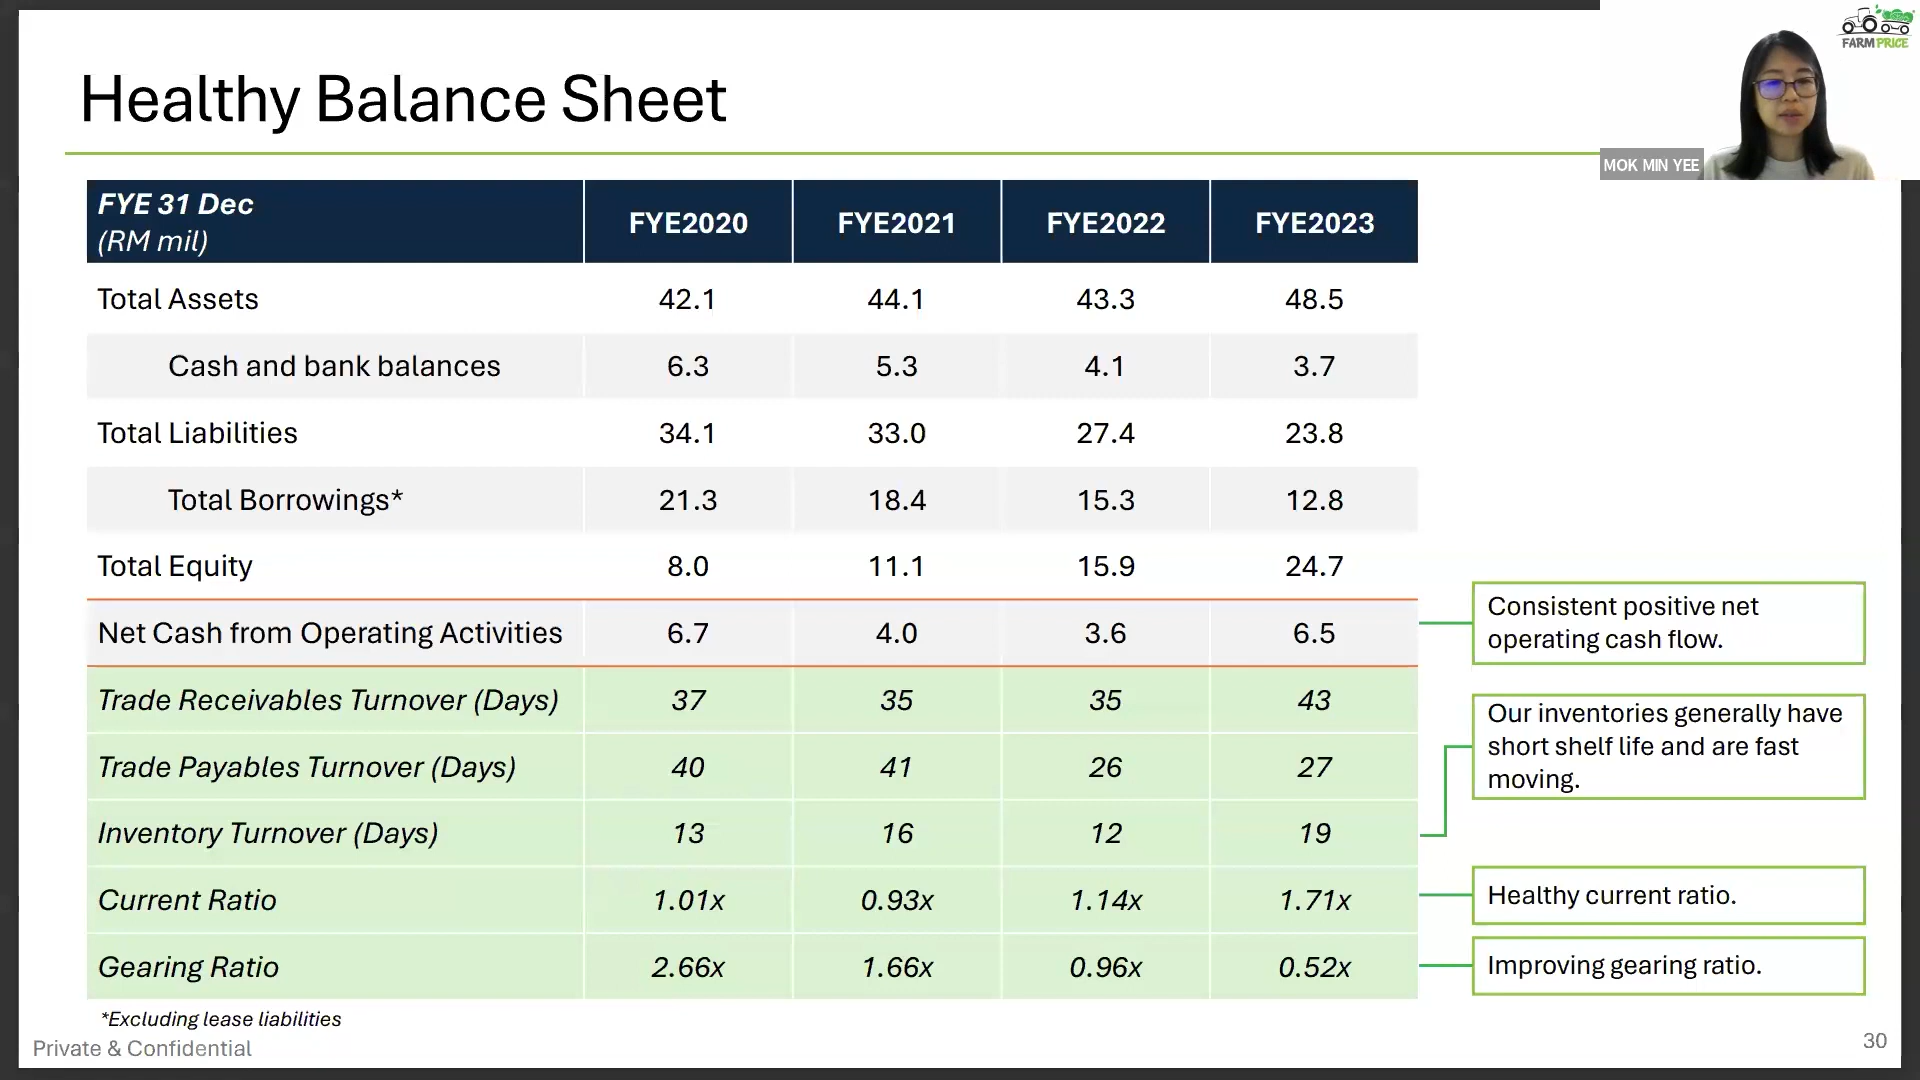 FARM PRICE
Healthy Balance Sheet
MOK MIN YEE
FYE 31 Dec
(RM mil)
FYE2020 FYE2021 FYE2022 FYE2023
Total Assets 42.1 44.1 43.3 48.5
Cash and bank balances 6.3 5.3 4.1 3.7
Total Liabilities 34.1 33.0 27.4 23.8
Total Borrowings* 21.3 18.4 15.3 12.8
Total Equity 8.0 11.1 15.9 24.7
Net Cash from Operating Activities 6.7 4.0 3.6 6.5
Consistent positive net
operating cash flow.
Trade Receivables Turnover (Days) 37 35 35 43
Trade Payables Turnover (Days) 40 41 26 27
Our inventories generally have
short shelf life and are fast
moving.
Inventory Turnover (Days) 13 16 12 19
Current Ratio 1.01x 0.93x 1.14x 1.71x
Healthy current ratio.
Gearing Ratio 2.66x 1.66x 0.96x 0.52x
Improving gearing ratio.
*Excluding lease liabilities
Private & Confidential
30